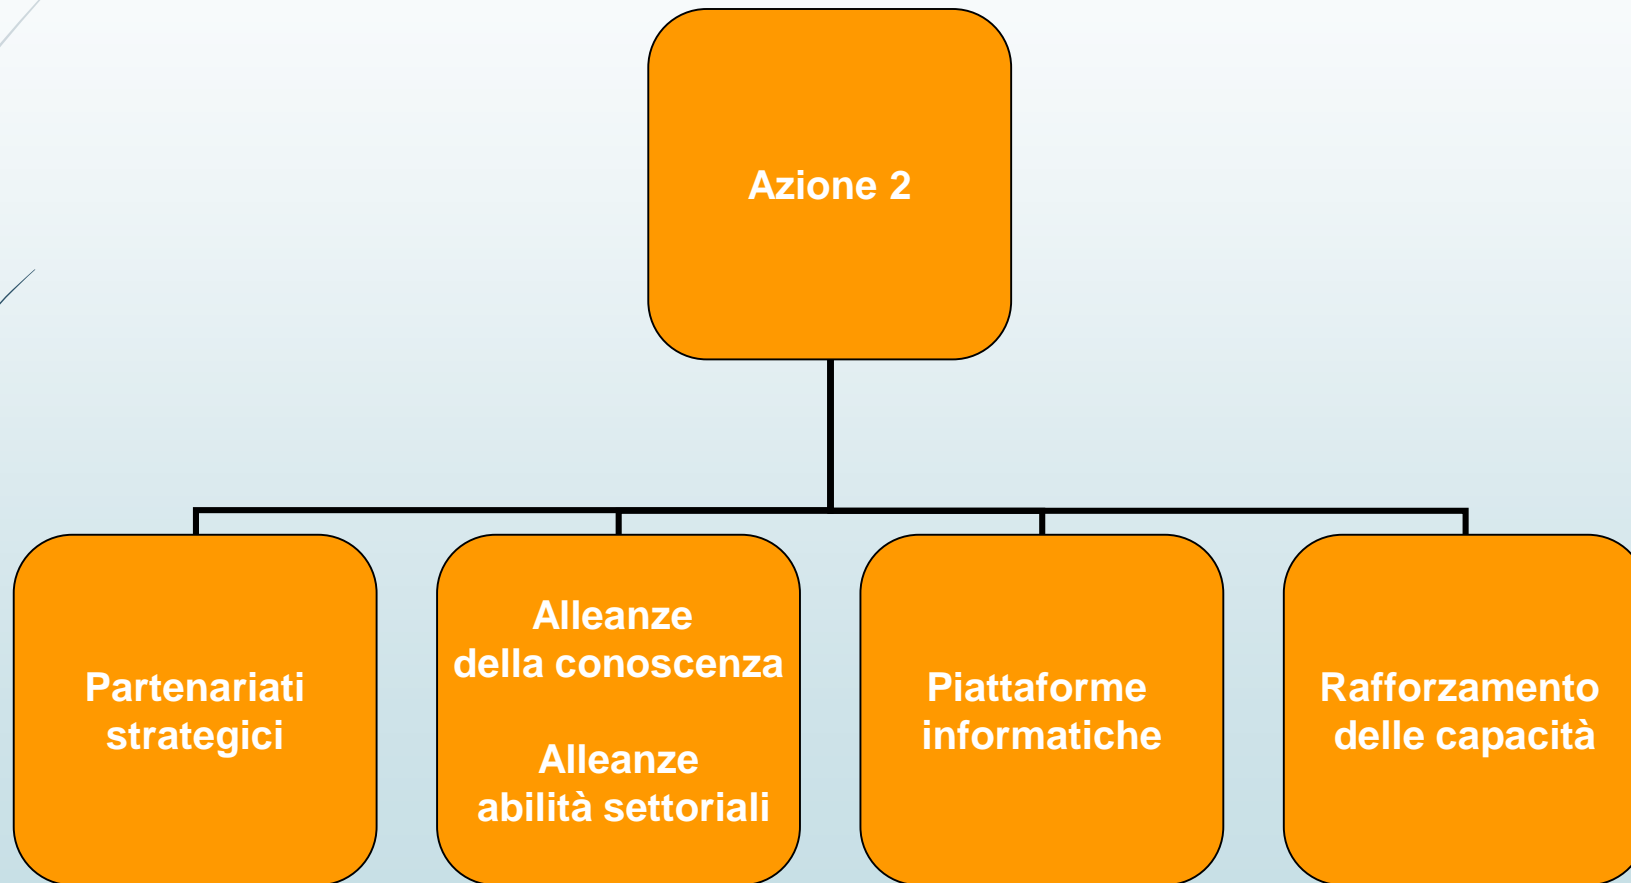 Azione 2
Partenariati
strategici
Alleanze
della conoscenza
Alleanze
abilità settoriali
Piattaforme
informatiche
Rafforzamento
delle capacità